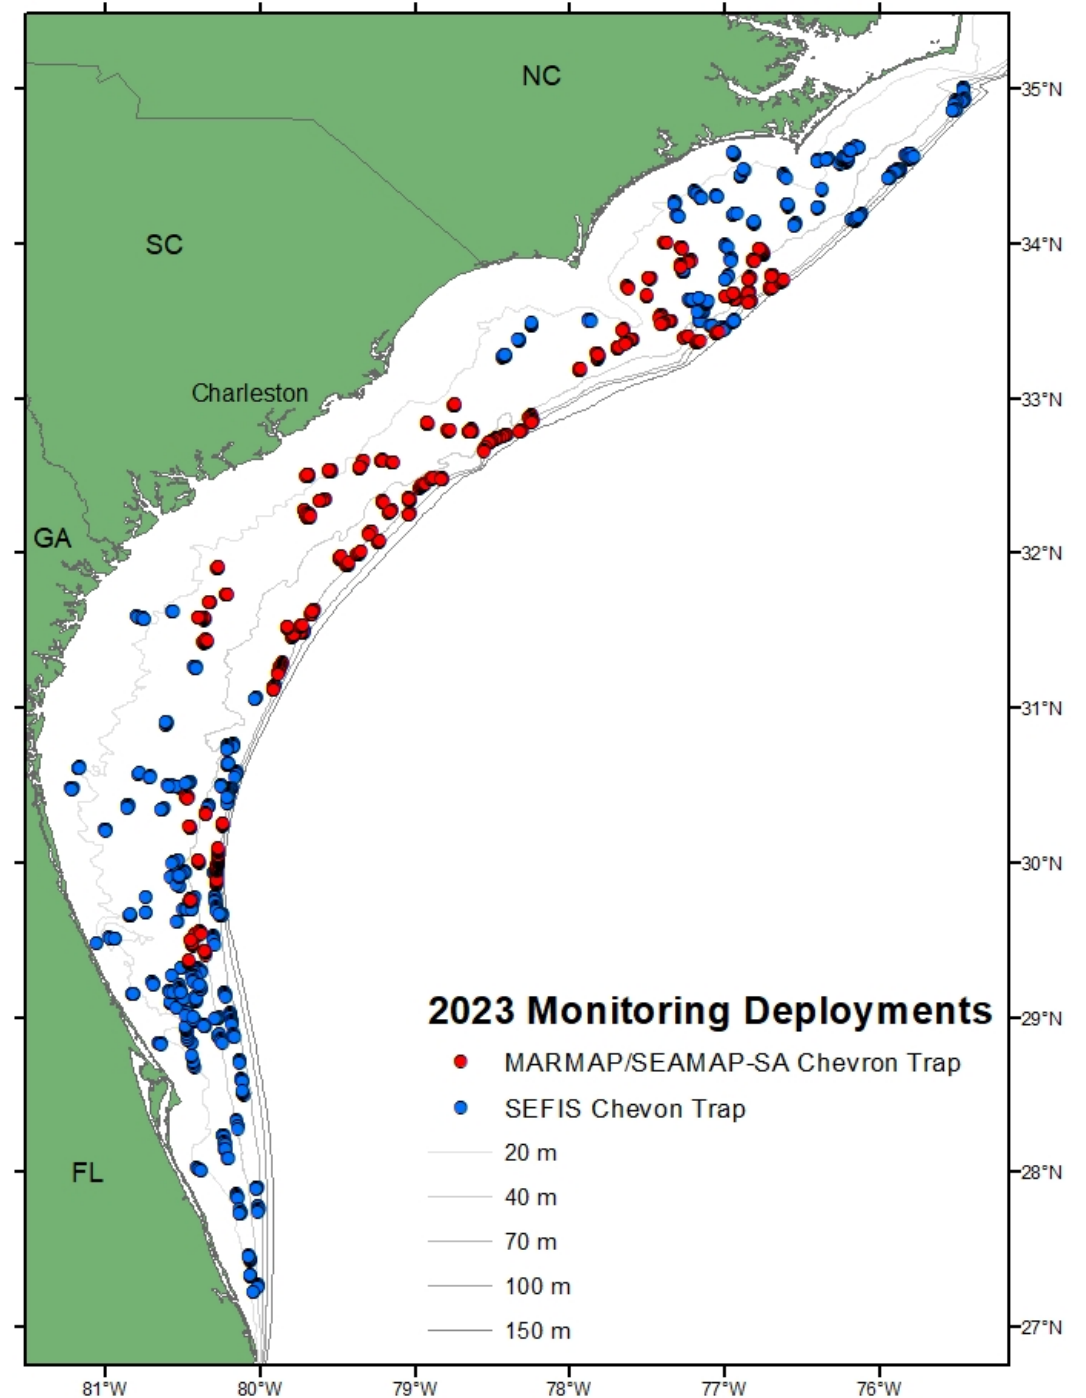 NC
35°N
SC
34°N
Charleston
33°N
GA
32°N
31°N
30°N
2023 Monitoring Deployments
29°N
MARMAP/SEAMAP-SA Chevron Trap
SEFIS Chevon Trap
20 m
FL
28°N
40 m
70 m
100 m
150 m
27°N
81°W 80°W 79°W 78°W 77°W 76°W